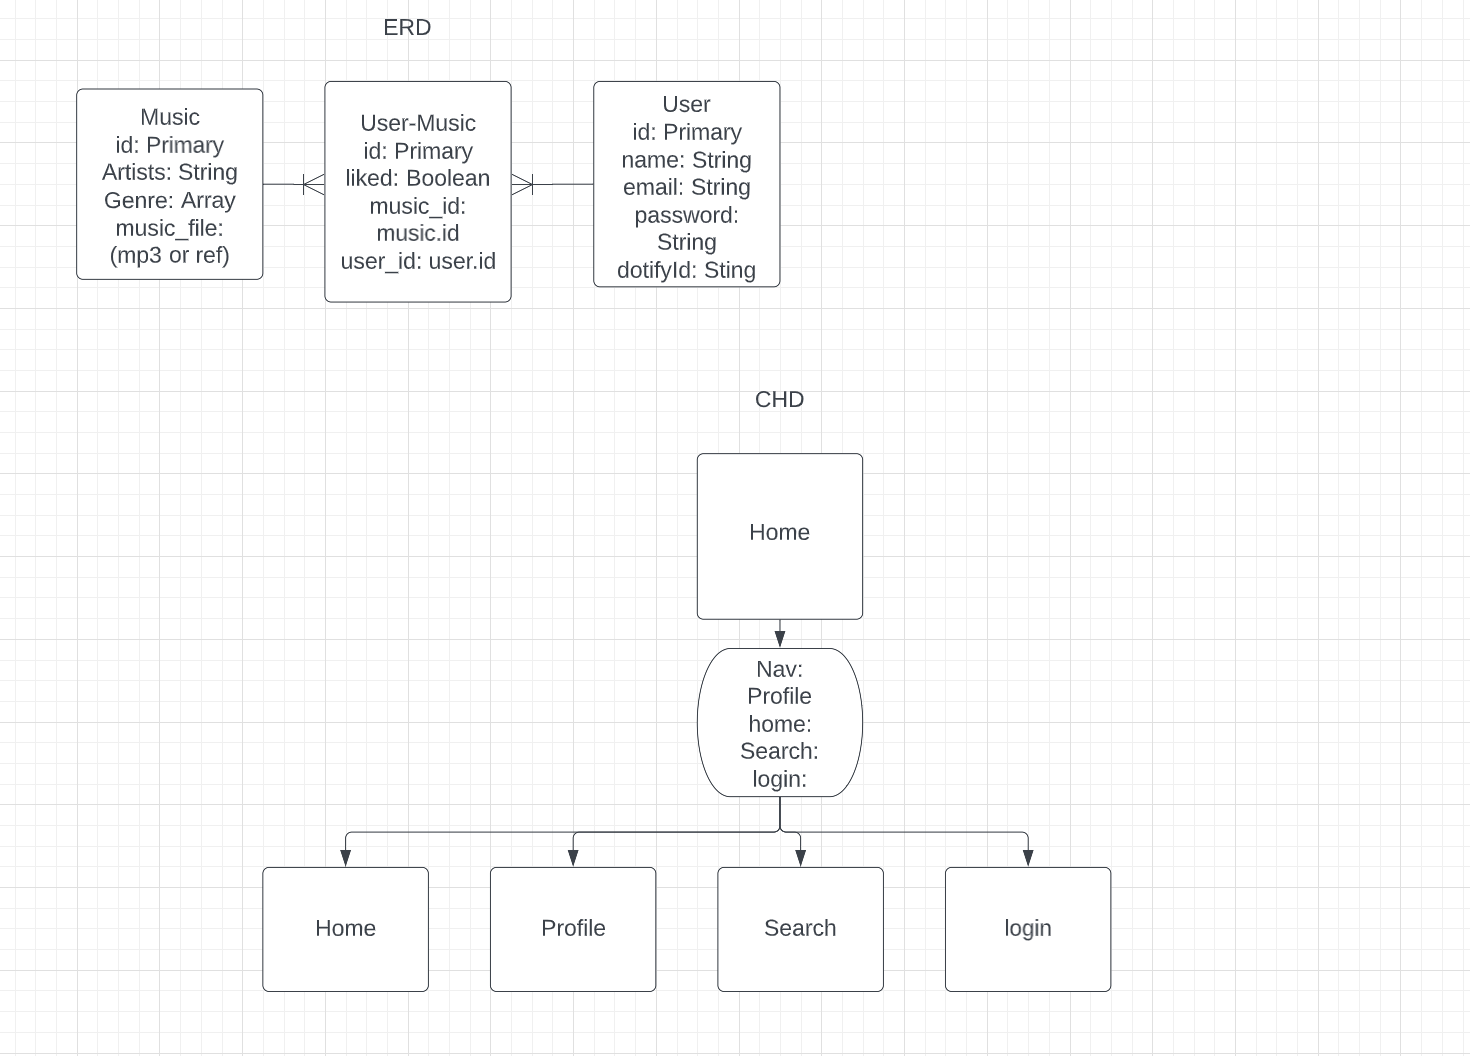 ERD
Music
id: Primary
Artists: String
Genre: Array
music_file:
(mp3 or ref)
User-Music
id: Primary
liked: Boolean
music_id:
music.id
user_id: user.id
User
id: Primary
name: String
email: String
password:
String
dotifyId: Sting
CHD
Home
Nav:
Profile
home:
Search:
login:
Home
Profile
Search
login